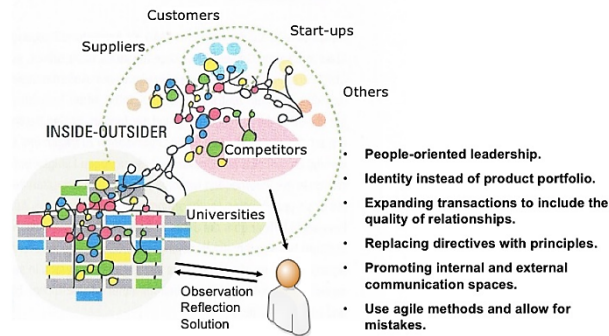 Customers
Start-ups
Suppliers
Others
INSIDE-OUTSIDER
Competitors
Universities
Observation
Reflection
Solution
• People-oriented leadership.
• Identity instead of product portfolio.
• Expanding transactions to include the
quality of relationships.
• Replacing directives with principles.
• Promoting internal and external
communication spaces.
• Use agile methods and allow for
mistakes.